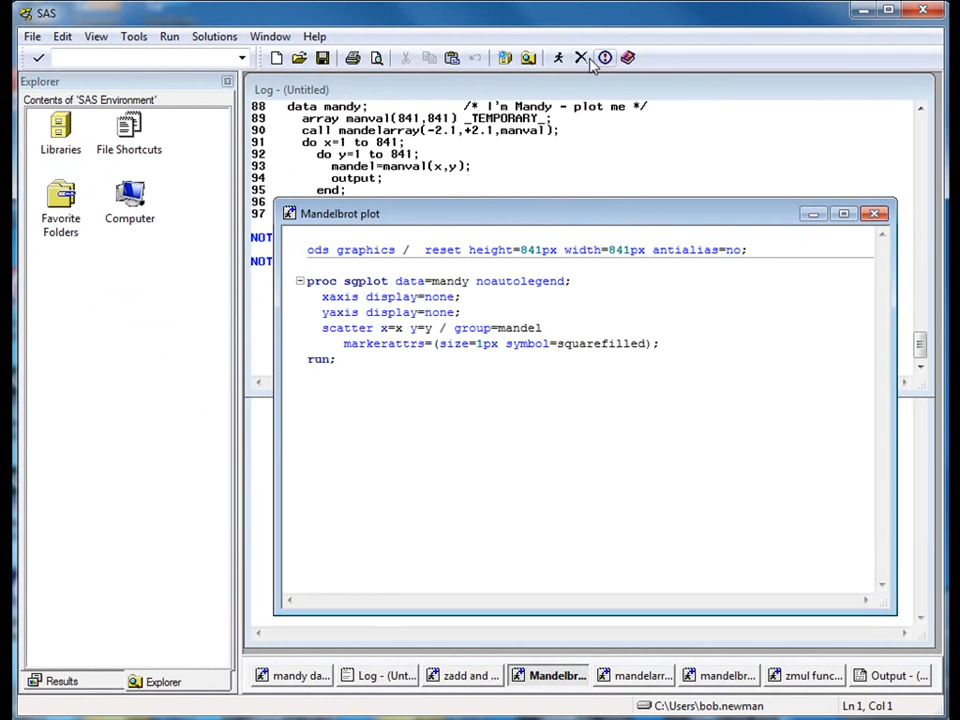 SAS
File Edit View Tools Run Solutions Window Help
Explorer
Contents of 'SAS Environment'
Libraries
File Shortcuts
Favorite Folders
Computer
Log - (Untitled)
88 data mandy; /* I'm Mandy - plot me */
89 array manval(841,841) _TEMPORARY_;
90 call mandelarray(-2.1,+2.1,manval);
91 do x=1 to 841;
92 do y=1 to 841;
93 mandel=manval(x,y);
94 output;
95 end;
96
97
NOT
NOT
Mandelbrot plot
ods graphics / reset height=841px width=841px antialias=no;
proc sgplot data=mandy noautolegend;
xaxis display=none;
yaxis display=none;
scatter x=x y=y / group=mandel
markerattrs=(size=1px symbol=squarefilled);
run;
Results
Explorer
mandy da...
Log - (Unt...
zadd and ...
Mandelbr...
mandelarr...
mandelbr...
zmul func...
Output - (...
C:\Users\bob.newman
Ln1, Col1